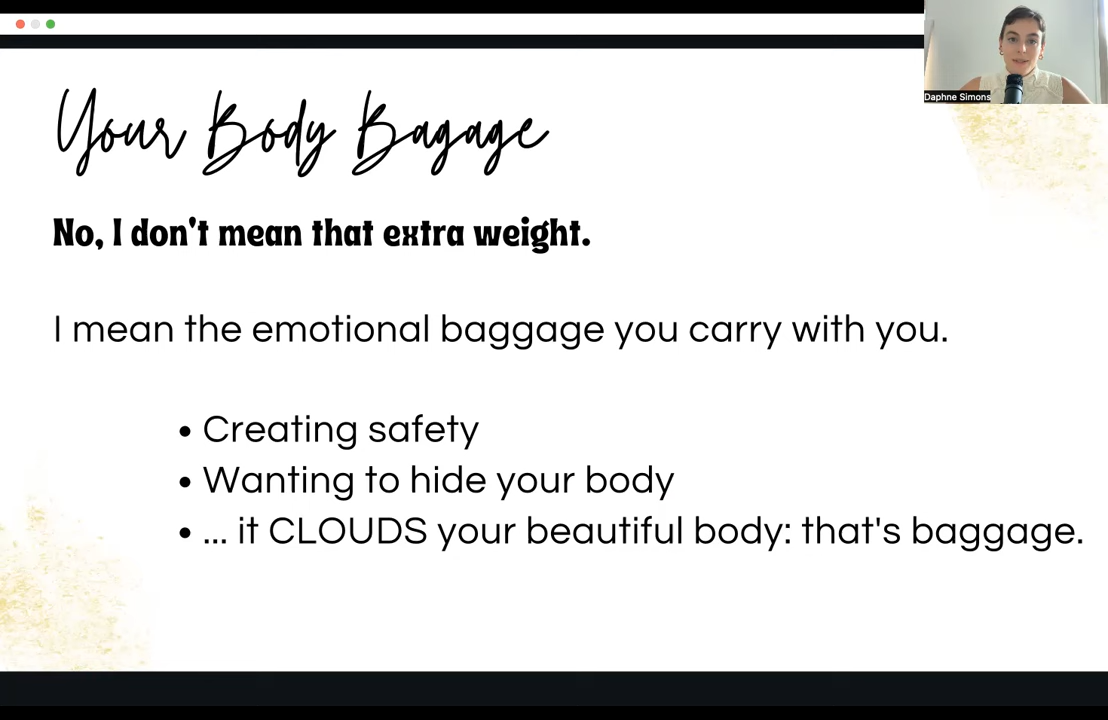 Daphne Simons
Your Body Bagage
No, I don't mean that extra weight.
I mean the emotional baggage you carry with you.
• Creating safety
• Wanting to hide your body
• ... it CLOUDS your beautiful body: that's baggage.